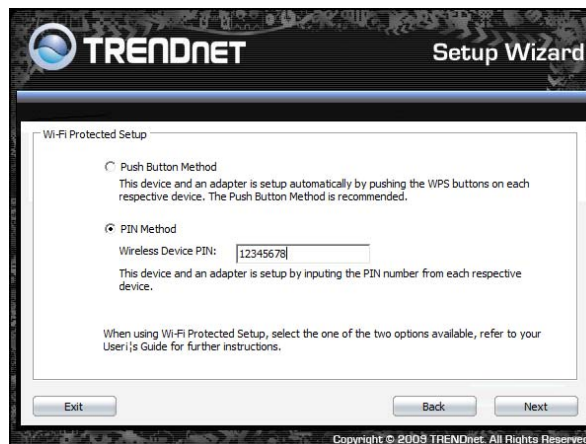 TRENDNET
Setup Wizard
Wi-Fi Protected Setup
Push Button Method
This device and an adapter is setup automatically by pushing the WPS buttons on each
respective device. The Push Button Method is recommended.
PIN Method
Wireless Device PIN: 12345678
This device and an adapter is setup by inputing the PIN number from each respective
device.
When using Wi-Fi Protected Setup, select the one of the two options available, refer to your
Useri¦s Guide for further instructions.
Exit Back Next
Copyright © 2009 TRENDnet. All Rights Reserve